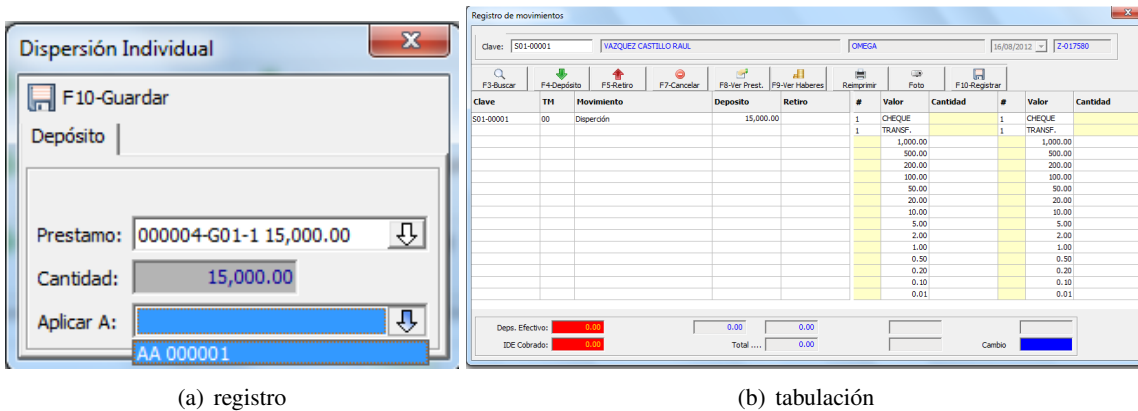 Dispersión Individual
F10-Guardar
Depósito
Prestamo: 000004-G01-1 15,000.00
Cantidad: 15,000.00
Aplicar A:
AA 000001
(a) registro
Registro de movimientos
Clave: S01-00001 VAZQUEZ CASTILLO RAUL OMEGA 16/08/2012 Z-017580
F3-Buscar F4-Depósito F5-Retiro F7-Cancelar F8-Ver Prest. F9-Ver Haberes Reimprimir Foto F10-Registrar
Clave TM Movimiento Deposito Retiro # Valor Cantidad # Valor Cantidad
S01-00001 00 Disperción 15,000.00 1 CHEQUE 1 CHEQUE
1 TRANSF. 1 TRANSF.
1,000.00 1,000.00
500.00 500.00
200.00 200.00
100.00 100.00
50.00 50.00
20.00 20.00
10.00 10.00
5.00 5.00
2.00 2.00
1.00 1.00
0.50 0.50
0.20 0.20
0.10 0.10
0.01 0.01
Deps. Efectivo: 0.00 0.00 0.00
IDE Cobrado: 0.00 Total .... 0.00 Cambio
(b) tabulación